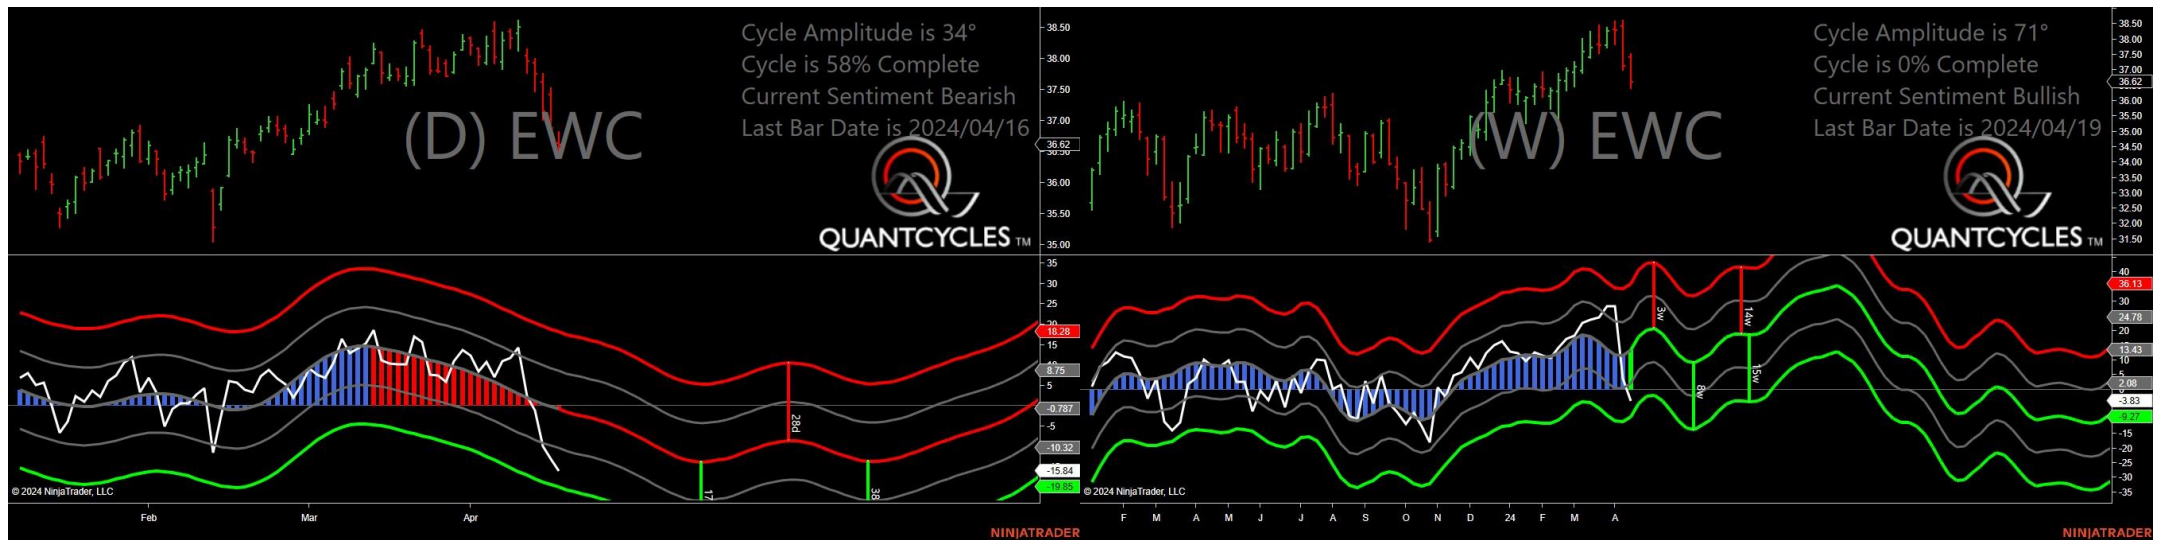 Cycle Amplitude is 34°
Cycle is 58% Complete
Current Sentiment Bearish
Last Bar Date is 2024/04/16
(D) EWC
QUANTCYCLES TM
38.50
38.00
37.50
37.00
36.62
36.50
36.00
35.50
35.00
35
30
25
20
18.28
15
10
8.75
5
-0.787
-5
-10.32
-15.84
-19.85
28d
17
38
© 2024 NinjaTrader, LLC
Feb Mar Apr
NINJATRADER
Cycle Amplitude is 71°
Cycle is 0% Complete
Current Sentiment Bullish
Last Bar Date is 2024/04/19
(W) EWC
QUANTCYCLES TM
38.50
38.00
37.50
37.00
36.62
36.00
35.50
35.00
34.50
34.00
33.50
33.00
32.50
32.00
31.50
40
36.13
30
24.78
20
13.43
5
2.08
-3.83
-9.27
-15
-20
-25
-30
-35
3w
14w
8w
15w
© 2024 NinjaTrader, LLC
F M A M J J A S O N D 24 F M A
NINJATRADER